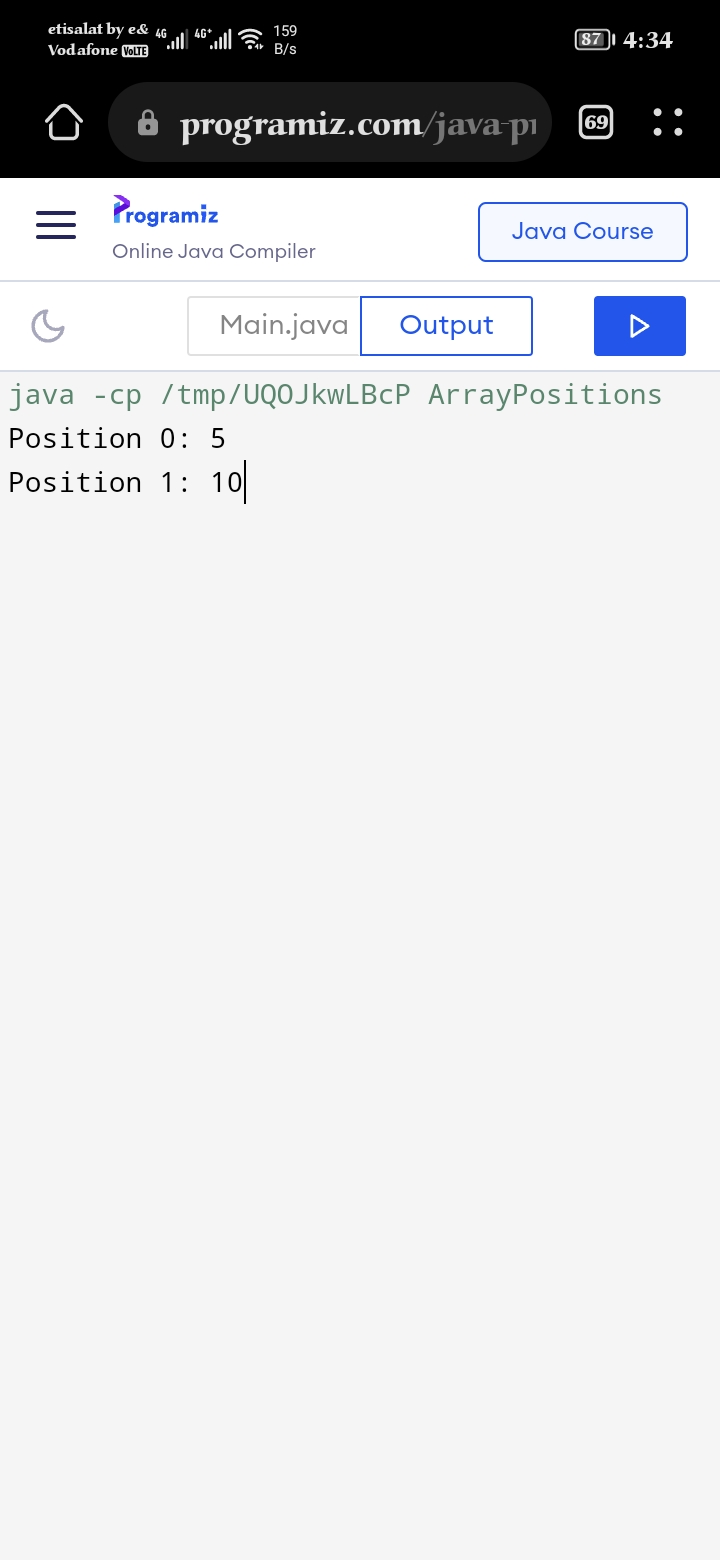 etisalat by e& 4G 4G+ 159
Vodafone VoLTE B/s
87 4:34
programiz.com/java-pr
69
Programiz
Online Java Compiler
Java Course
Main.java
Output
java -cp /tmp/UQOJkwLBcP ArrayPositions
Position 0: 5
Position 1: 10